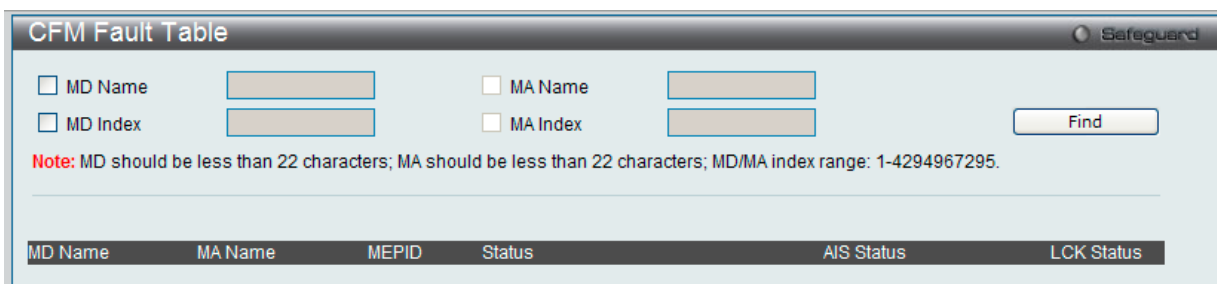 CFM Fault Table Safeguard
MD Name MA Name
MD Index MA Index Find
Note: MD should be less than 22 characters; MA should be less than 22 characters; MD/MA index range: 1-4294967295.
MD Name MA Name MEPID Status AIS Status LCK Status